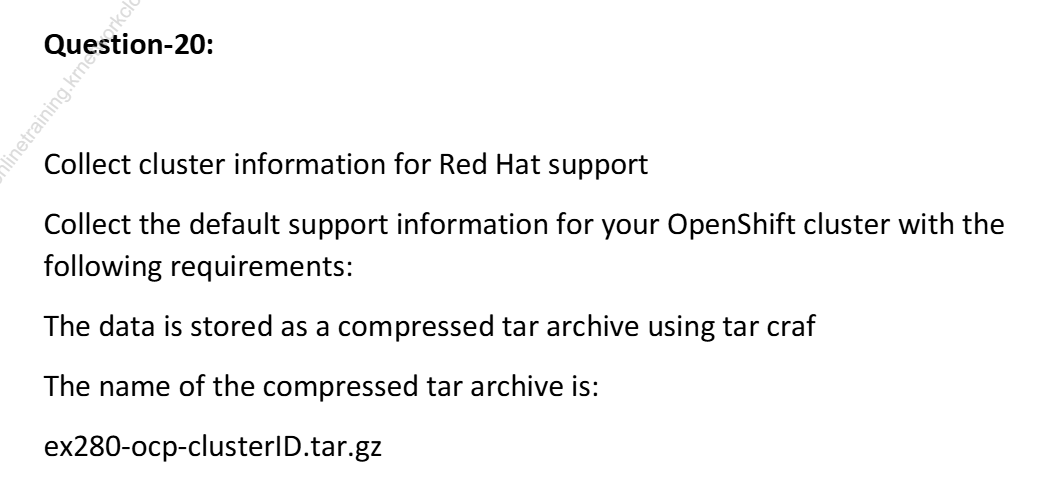 Question-20:
Collect cluster information for Red Hat support
Collect the default support information for your OpenShift cluster with the
following requirements:
The data is stored as a compressed tar archive using tar craf
The name of the compressed tar archive is:
ex280-ocp-clusterID.tar.gz